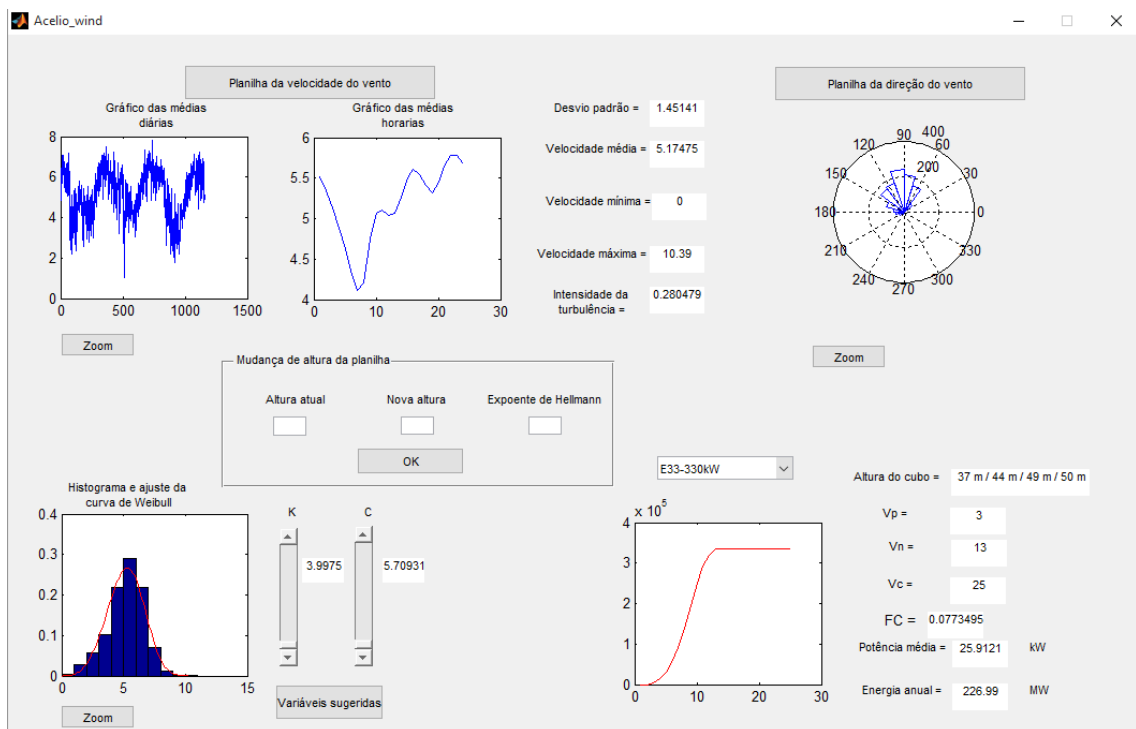 Acelio_wind
Planilha da velocidade do vento
Planilha da direção do vento
Gráfico das médias
diárias
8
6
4
2
0
0 500 1000 1500
Zoom
Gráfico das médias
horarias
6
5.5
5
4.5
4
0 10 20 30
Desvio padrão = 1.45141
Velocidade média = 5.17475
Velocidade mínima = 0
Velocidade máxima = 10.39
Intensidade da
turbulência = 0.280479
90 400
120 60
200
150 30
180 0
210 330
240 300
270
Zoom
Mudança de altura da planilha
Altura atual Nova altura Expoente de Hellmann
OK
Histograma e ajuste da
curva de Weibull
0.4
0.3
0.2
0.1
0
0 5 10 15
Zoom
K C
3.9975 5.70931
Variáveis sugeridas
E33-330kW
x 10^5
4
3
2
1
0
0 10 20 30
Altura do cubo = 37 m / 44 m / 49 m / 50 m
Vp = 3
Vn = 13
Vc = 25
FC = 0.0773495
Potência média = 25.9121 kW
Energia anual = 226.99 MW